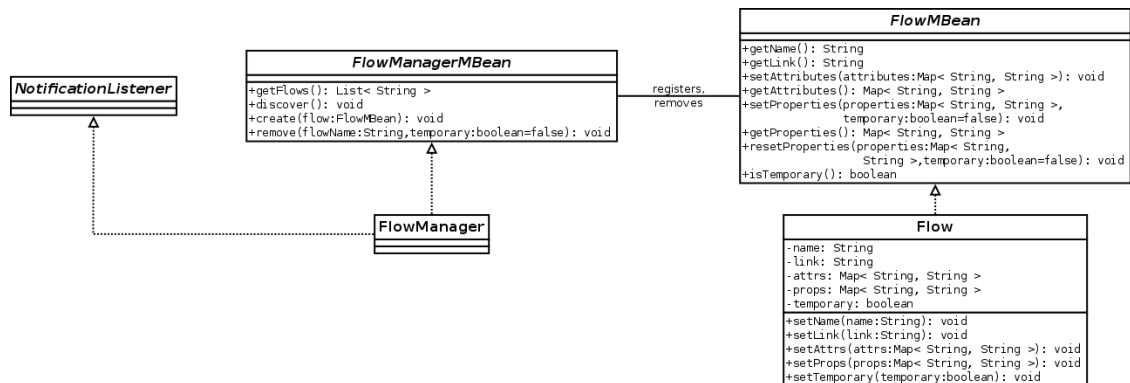 FlowMBean
+getName(): String
+getLink(): String
+setAttributes(attributes:Map< String, String >): void
+getAttributes(): Map< String, String >
+setProperties(properties:Map< String, String >,
temporary:boolean=false): void
+getProperties(): Map< String, String >
+resetProperties(properties:Map< String,
String >,temporary:boolean=false): void
+isTemporary(): boolean
FlowManagerMBean
+getFlows(): List< String >
+discover(): void
+create(flow:FlowMBean): void
+remove(flowName:String,temporary:boolean=false): void
registers,
removes
NotificationListener
FlowManager
Flow
-name: String
-link: String
-attrs: Map< String, String >
-props: Map< String, String >
-temporary: boolean
+setName(name:String): void
+setLink(link:String): void
+setAttrs(attrs:Map< String, String >): void
+setProps(props:Map< String, String >): void
+setTemporary(temporary:boolean): void